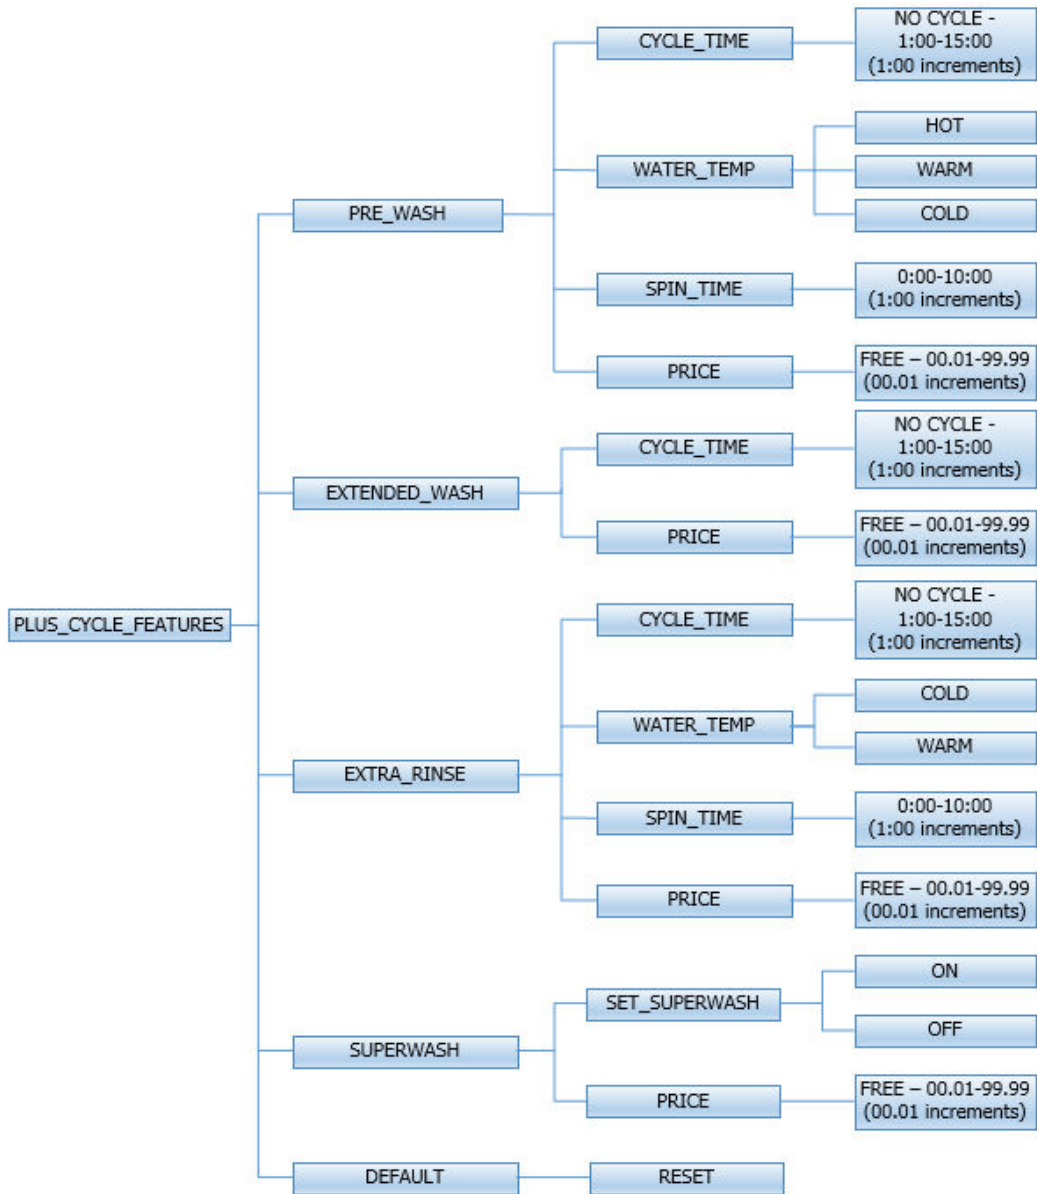 PLUS_CYCLE_FEATURES
PRE_WASH
CYCLE_TIME
NO CYCLE -
1:00-15:00
(1:00 increments)
WATER_TEMP
HOT
WARM
COLD
SPIN_TIME
0:00-10:00
(1:00 increments)
PRICE
FREE – 00.01-99.99
(00.01 increments)
EXTENDED_WASH
CYCLE_TIME
NO CYCLE -
1:00-15:00
(1:00 increments)
PRICE
FREE – 00.01-99.99
(00.01 increments)
EXTRA_RINSE
CYCLE_TIME
NO CYCLE -
1:00-15:00
(1:00 increments)
WATER_TEMP
COLD
WARM
SPIN_TIME
0:00-10:00
(1:00 increments)
PRICE
FREE – 00.01-99.99
(00.01 increments)
SUPERWASH
SET_SUPERWASH
ON
OFF
PRICE
FREE – 00.01-99.99
(00.01 increments)
DEFAULT
RESET